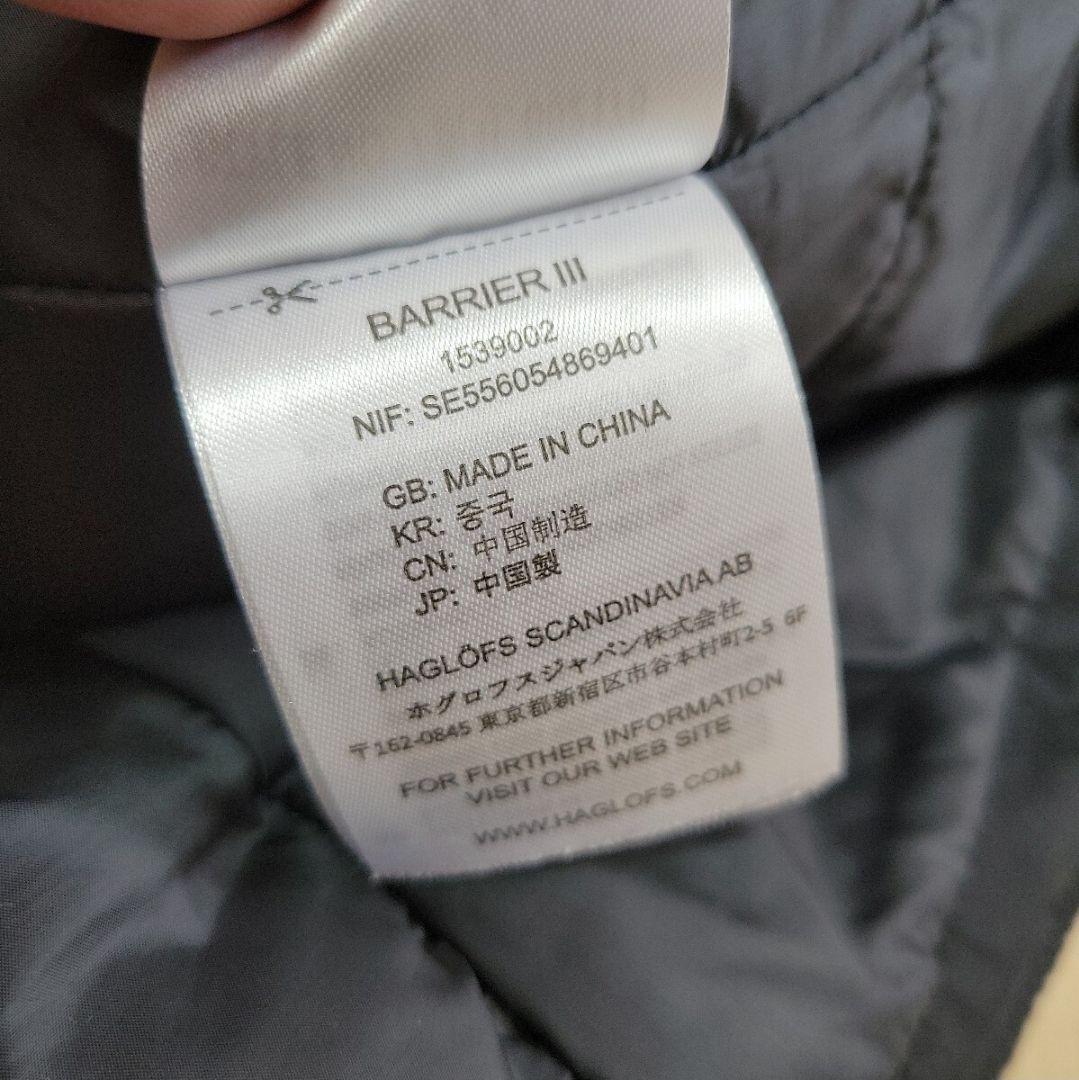 BARRIER III
1539002
NIF: SE556054869401
GB: MADE IN CHINA
KR: 중국
CN: 中国制造
JP: 中国製
HAGLÖFS SCANDINAVIA AB
ホグロフスジャパン株式会社
〒162-0845 東京都新宿区市谷本村町2-5 6F
FOR FURTHER INFORMATION
VISIT OUR WEB SITE
WWW.HAGLOFS.COM